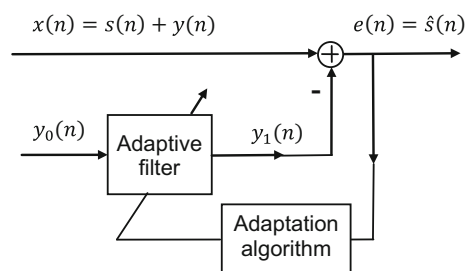 x(n) = s(n) + y(n)
e(n) = ŝ(n)
+
-
y₀(n)
Adaptive
filter
y₁(n)
Adaptation
algorithm